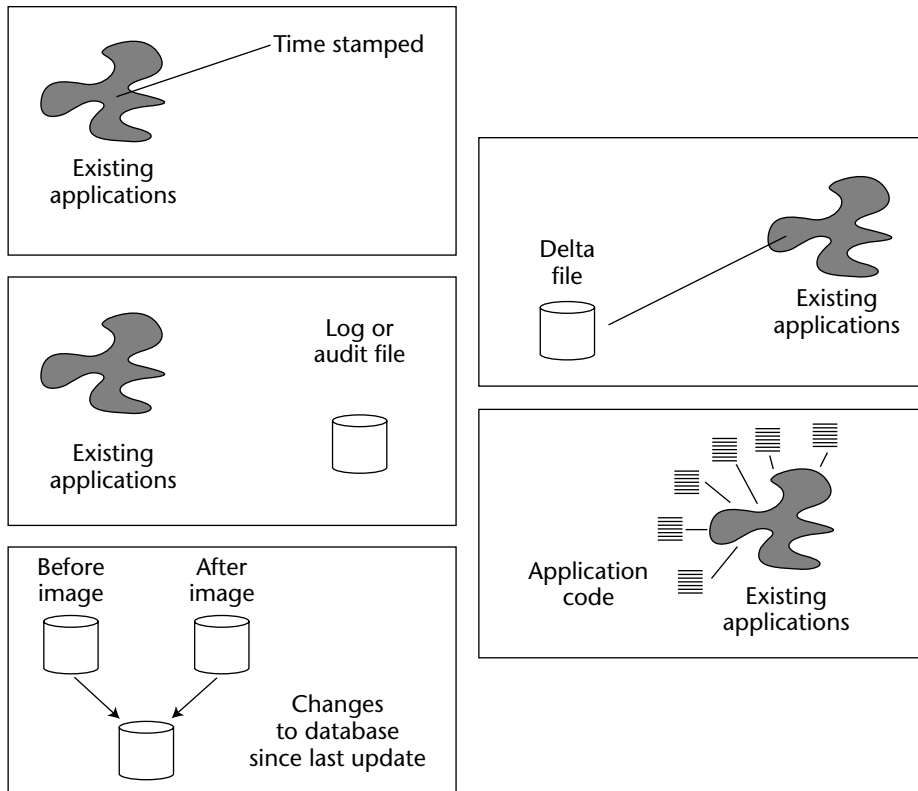 Time stamped
Existing
applications
Delta
file
Existing
applications
Log or
audit file
Existing
applications
Application
code
Existing
applications
Before
image
After
image
Changes
to database
since last update